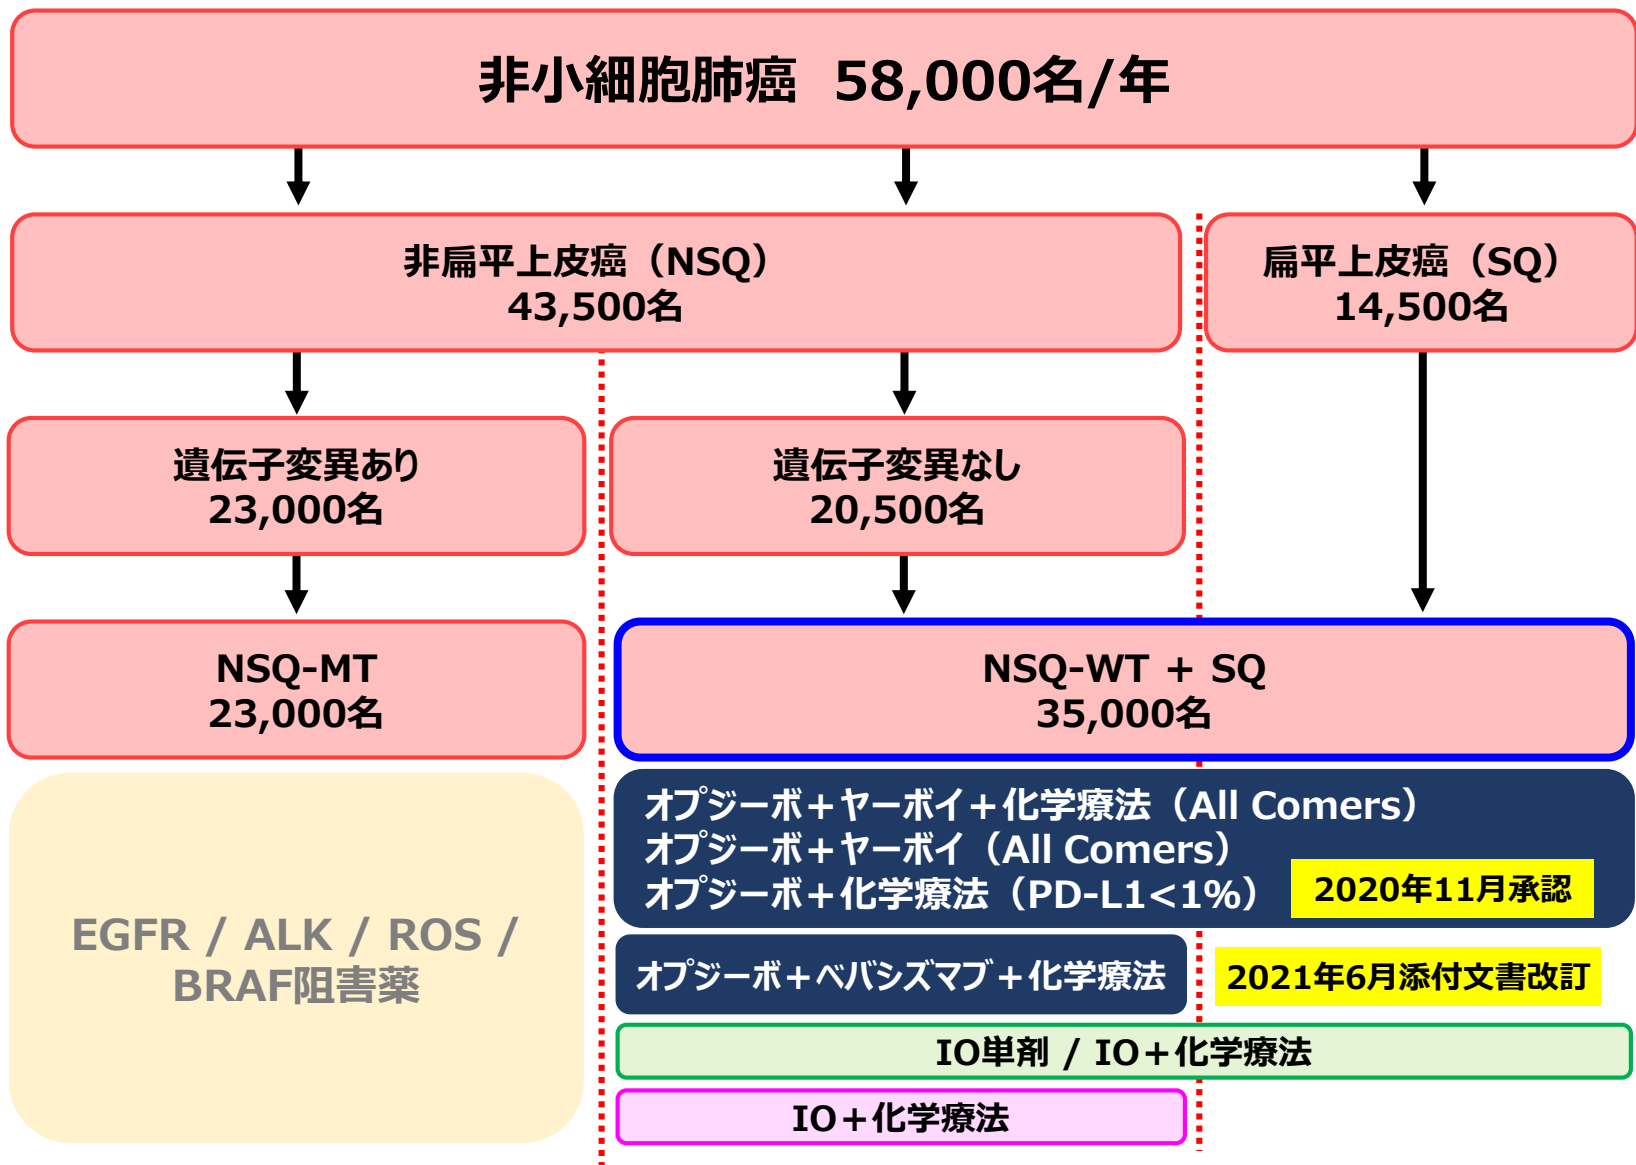 非小細胞肺癌 58,000名/年
非扁平上皮癌（NSQ）
43,500名
扁平上皮癌（SQ）
14,500名
遺伝子変異あり
23,000名
遺伝子変異なし
20,500名
NSQ-MT
23,000名
NSQ-WT + SQ
35,000名
EGFR / ALK / ROS /
BRAF阻害薬
オプジーボ＋ヤーボイ＋化学療法（All Comers）
オプジーボ＋ヤーボイ（All Comers）
オプジーボ＋化学療法（PD-L1<1%）
2020年11月承認
オプジーボ＋ベバシズマブ＋化学療法
2021年6月添付文書改訂
IO単剤 / IO＋化学療法
IO＋化学療法